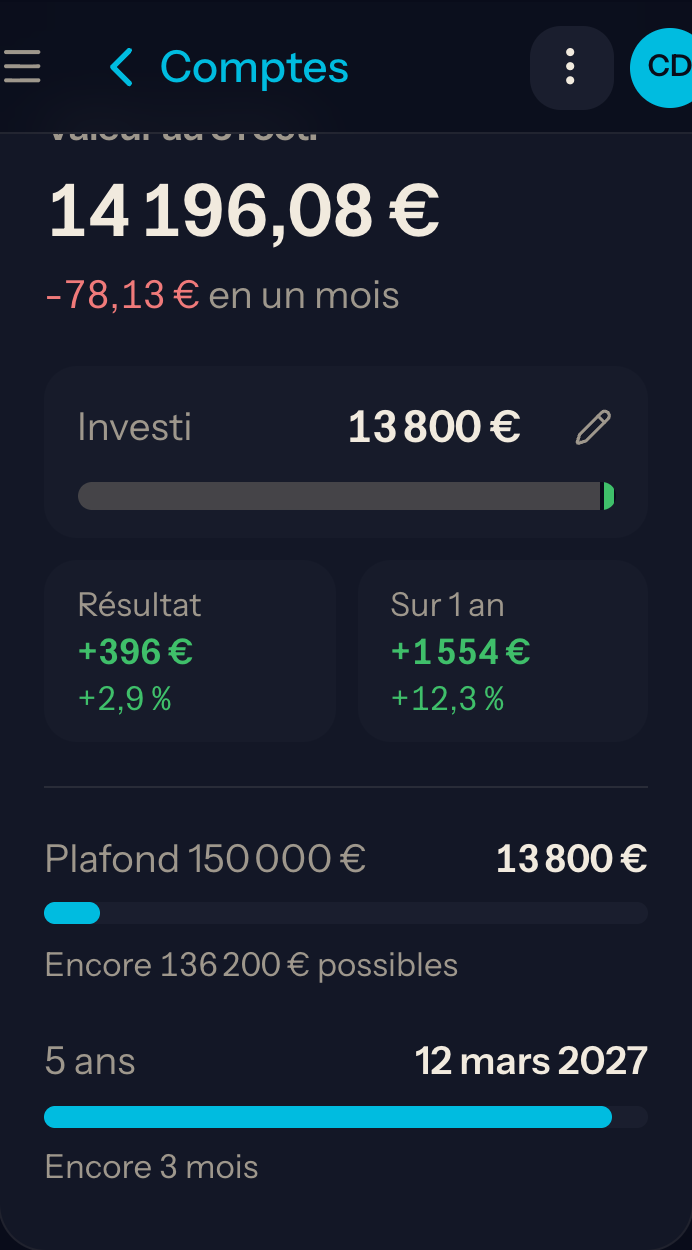 Comptes
CD
14 196,08 €
-78,13 € en un mois
Investi 13 800 €
Résultat
+396 €
+2,9 %
Sur 1 an
+1 554 €
+12,3 %
Plafond 150 000 € 13 800 €
Encore 136 200 € possibles
5 ans 12 mars 2027
Encore 3 mois